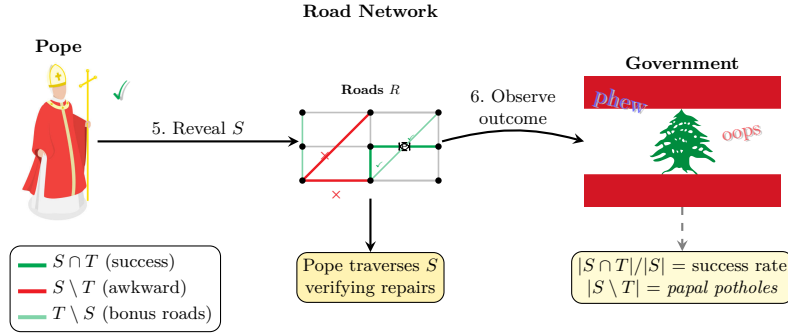 Road Network
Pope
Government
Roads R
5. Reveal S
6. Observe
outcome
phew
oops
S ∩ T (success)
S \ T (awkward)
T \ S (bonus roads)
Pope traverses S
verifying repairs
|S ∩ T|/|S| = success rate
|S \ T| = papal potholes